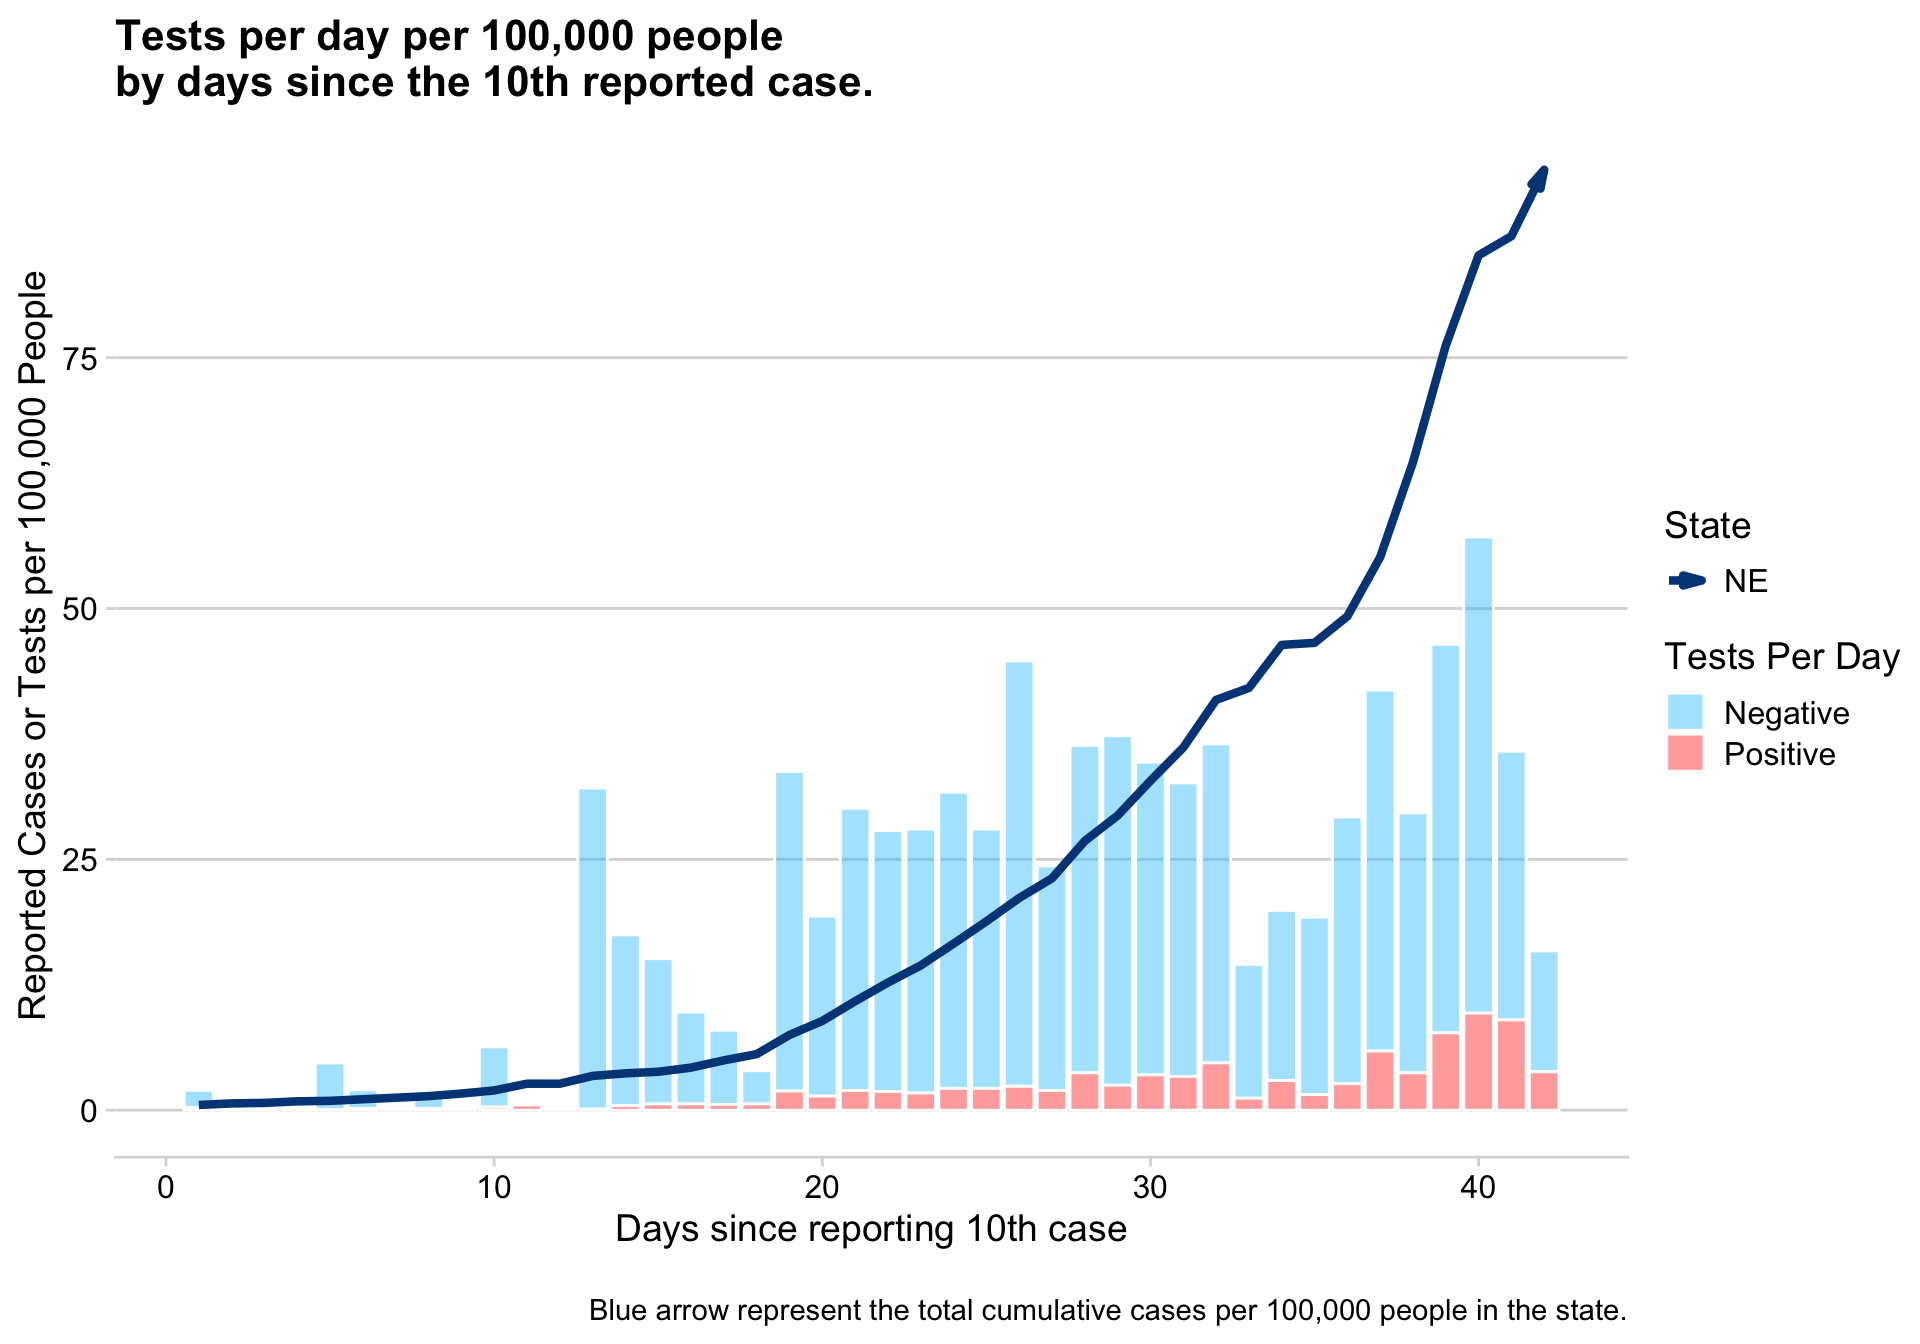 Tests per day per 100,000 people
by days since the 10th reported case.
Reported Cases or Tests per 100,000 People
75
50
25
0
0 10 20 30 40
Days since reporting 10th case
State
NE
Tests Per Day
Negative
Positive
Blue arrow represent the total cumulative cases per 100,000 people in the state.